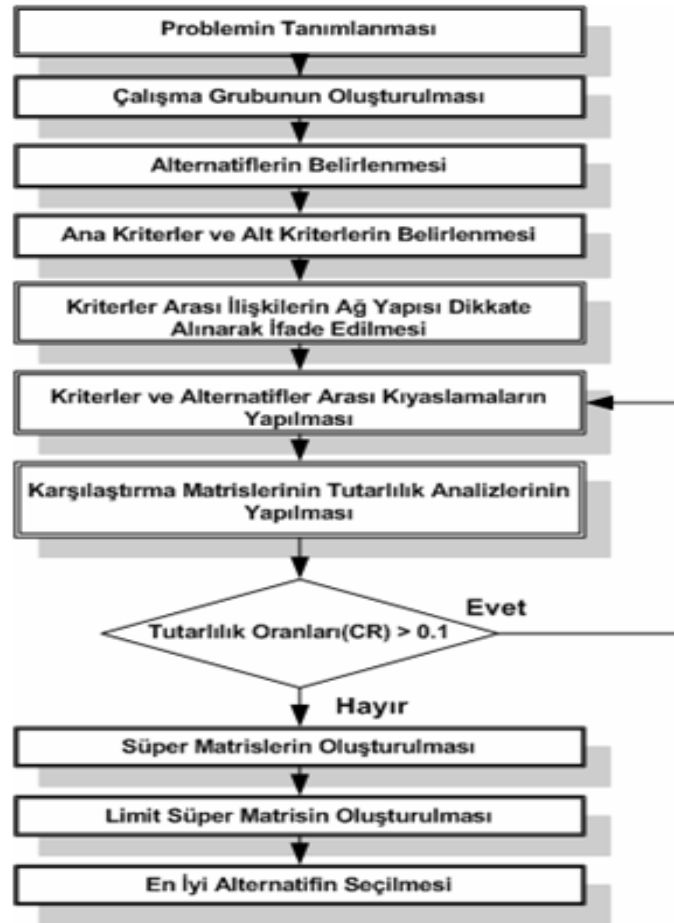 Problemin Tanımlanması
Çalışma Grubunun Oluşturulması
Alternatiflerin Belirlenmesi
Ana Kriterler ve Alt Kriterlerin Belirlenmesi
Kriterler Arası İlişkilerin Ağ Yapısı Dikkate
Alınarak İfade Edilmesi
Kriterler ve Alternatifler Arası Kıyaslamaların
Yapılması
Karşılaştırma Matrislerinin Tutarlılık Analizlerinin
Yapılması
Evet
Tutarlılık Oranları(CR) > 0.1
Hayır
Süper Matrislerin Oluşturulması
Limit Süper Matrisin Oluşturulması
En İyi Alternatifin Seçilmesi